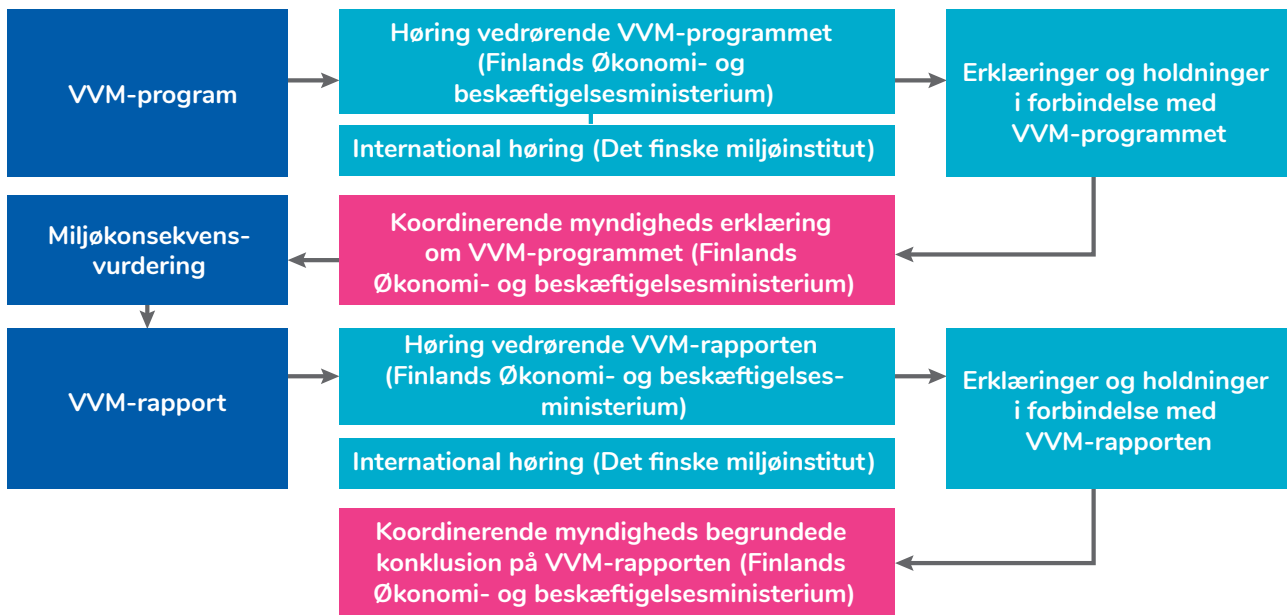 VVM-program
Høring vedrørende VVM-programmet
(Finlands Økonomi- og
beskæftigelsesministerium)
International høring (Det finske miljøinstitut)
Erklæringer og holdninger
i forbindelse med
VVM-programmet
Koordinerende myndigheds erklæring
om VVM-programmet (Finlands
Økonomi- og beskæftigelsesministerium)
Miljøkonsekvens-
vurdering
VVM-rapport
Høring vedrørende VVM-rapporten
(Finlands Økonomi- og beskæftigelses-
ministerium)
International høring (Det finske miljøinstitut)
Erklæringer og holdninger
i forbindelse med
VVM-rapporten
Koordinerende myndigheds begrundede
konklusion på VVM-rapporten (Finlands
Økonomi- og beskæftigelsesministerium)